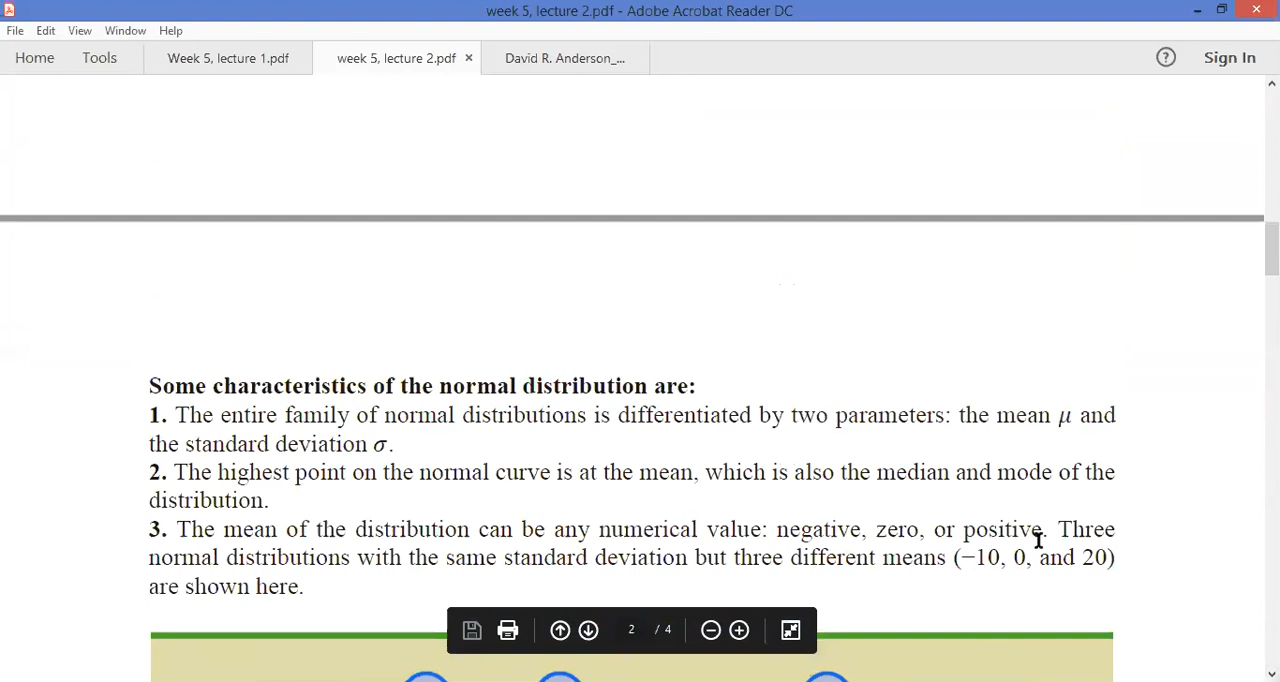 week 5, lecture 2.pdf - Adobe Acrobat Reader DC
File Edit View Window Help
Home Tools Week 5, lecture 1.pdf week 5, lecture 2.pdf × David R. Anderson_... ? Sign In
Some characteristics of the normal distribution are:
1. The entire family of normal distributions is differentiated by two parameters: the mean μ and
the standard deviation σ.
2. The highest point on the normal curve is at the mean, which is also the median and mode of the
distribution.
3. The mean of the distribution can be any numerical value: negative, zero, or positive. Three
normal distributions with the same standard deviation but three different means (−10, 0, and 20)
are shown here.
2 / 4